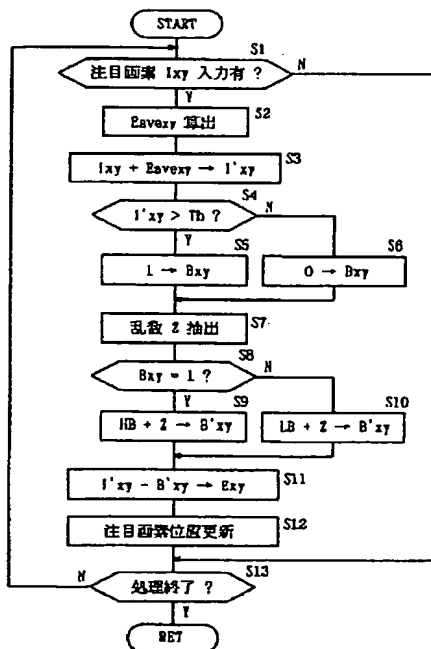 START
S1
注目画素 Ixy 入力有 ?
N
Y
S2
Eavexy 算出
S3
Ixy + Eavexy → I'xy
S4
I'xy > Tb ?
N
Y
S5
1 → Bxy
S6
0 → Bxy
S7
乱数 Z 抽出
S8
Bxy = 1 ?
N
Y
S9
HB + Z → B'xy
S10
LB + Z → B'xy
S11
I'xy - B'xy → Exy
S12
注目画素位置更新
S13
N
処理終了 ?
Y
RET